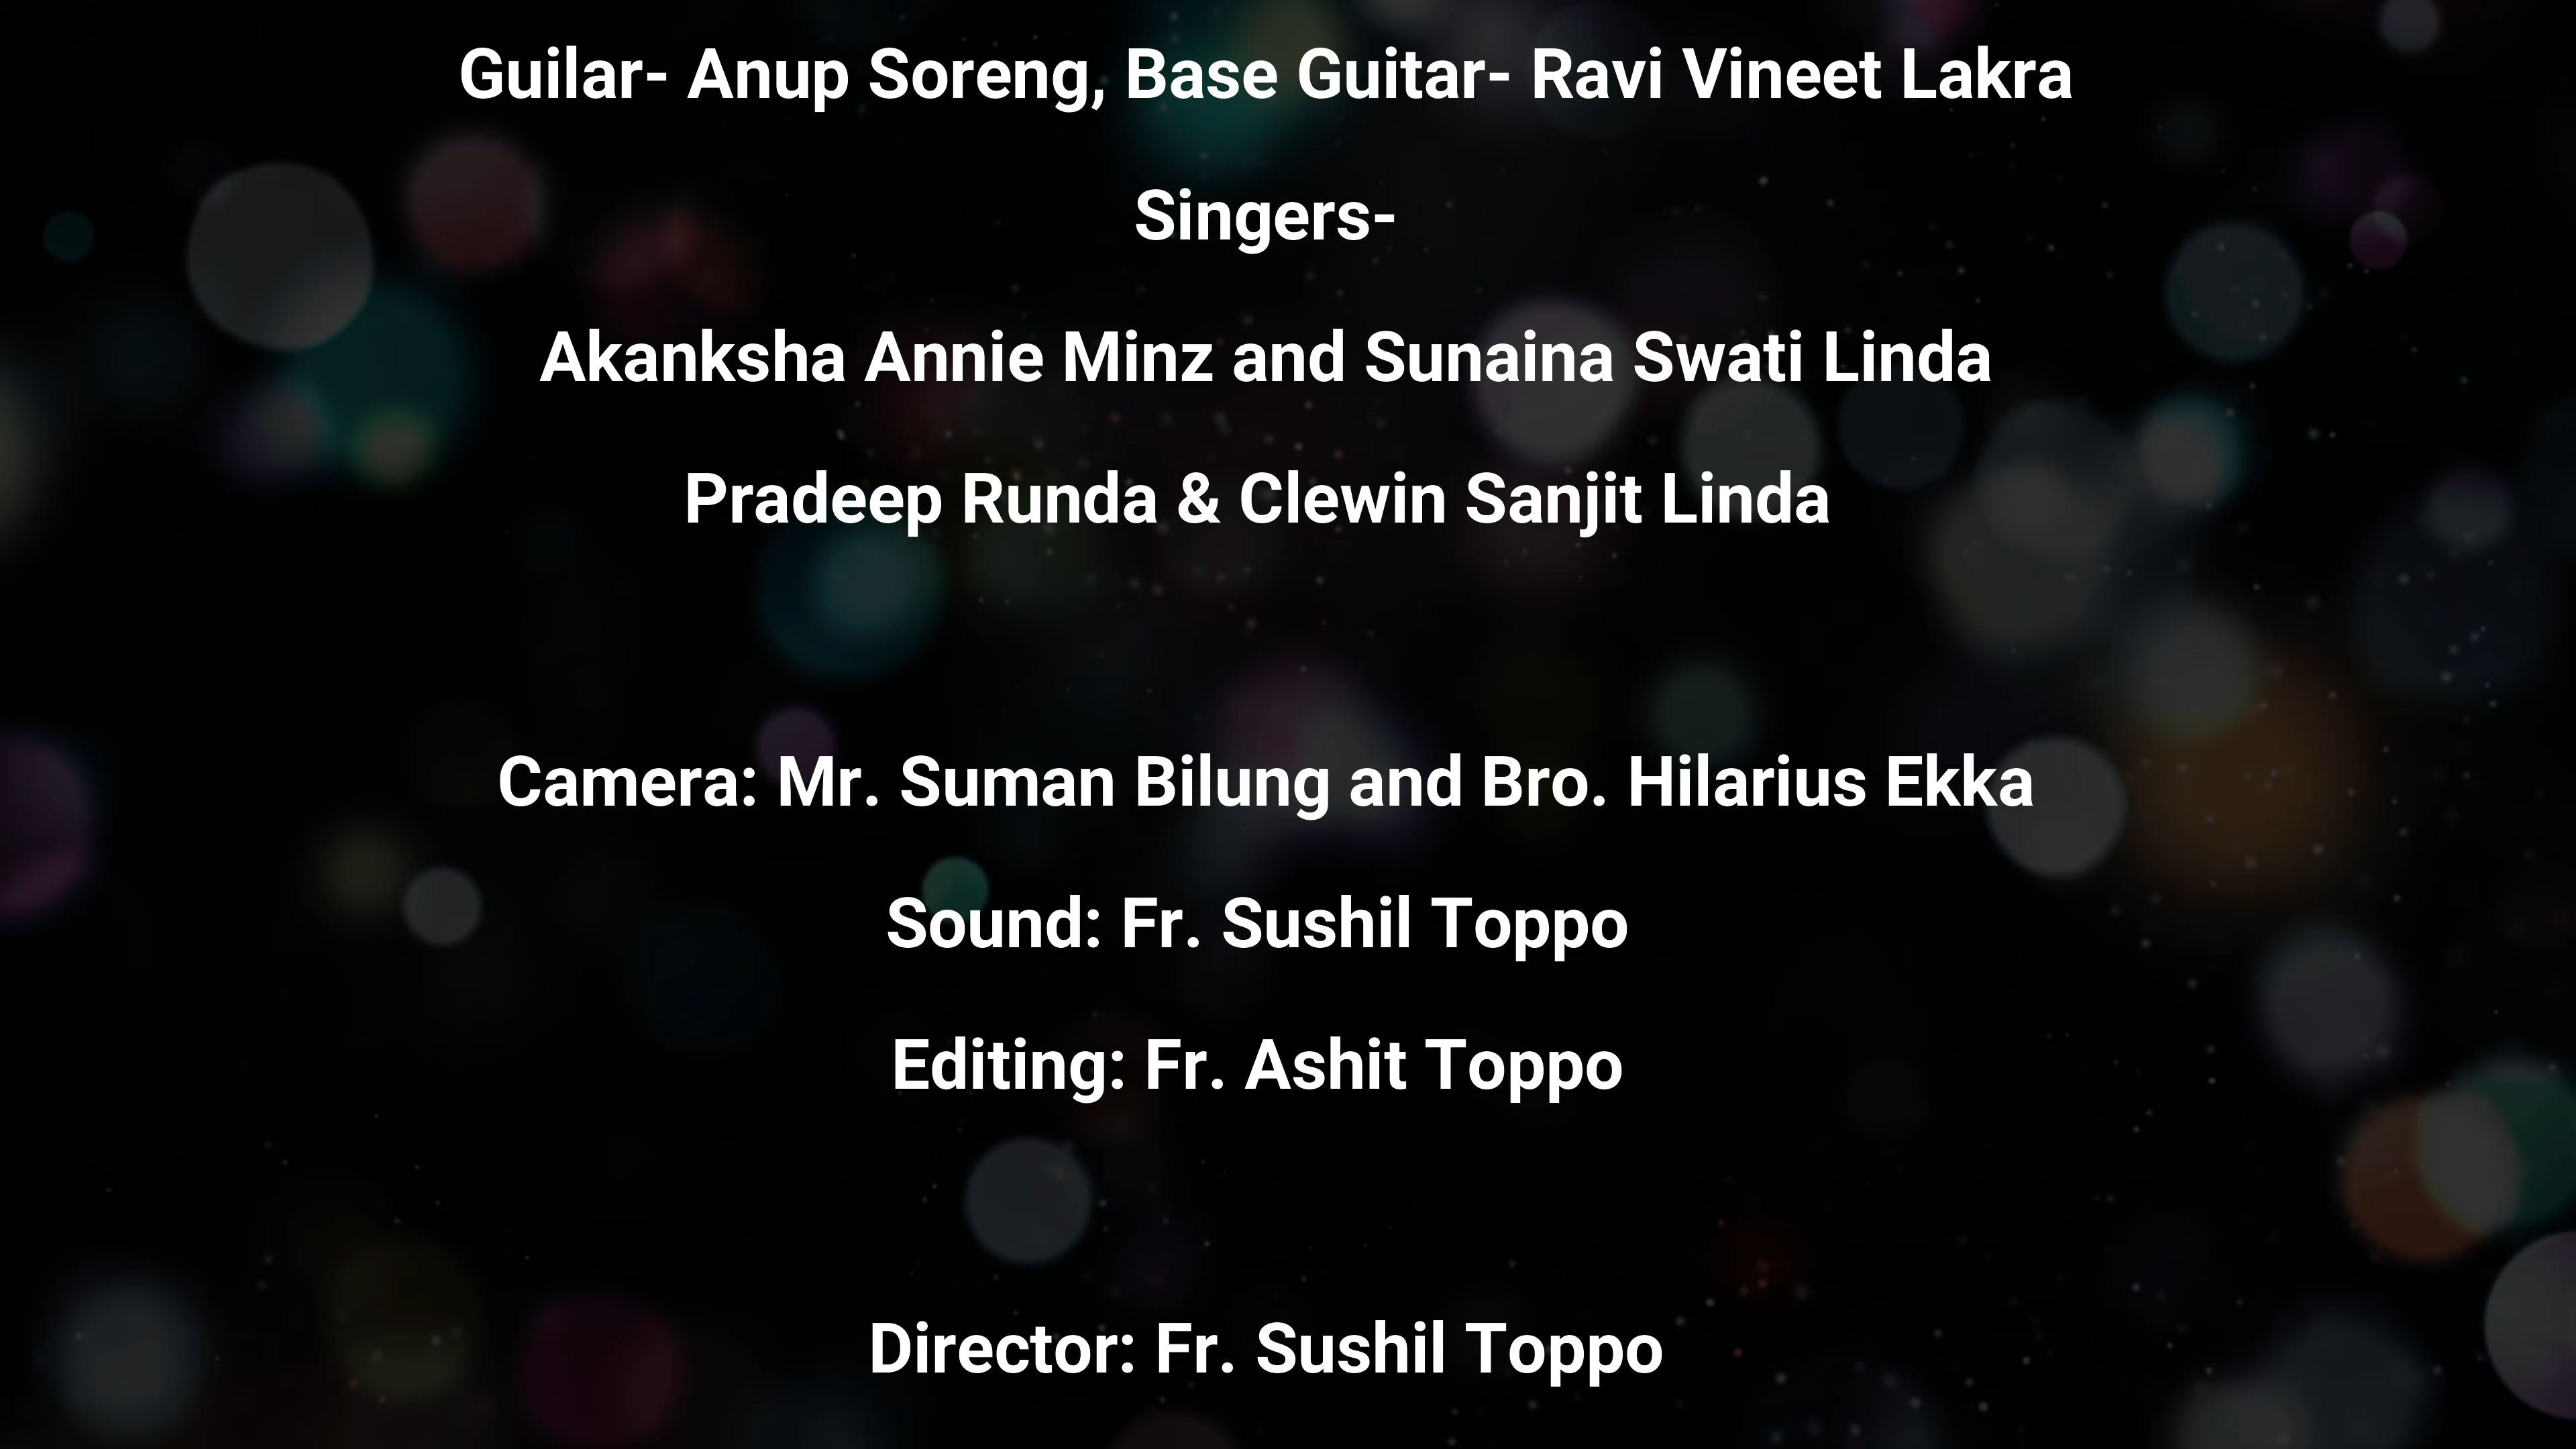 Guilar- Anup Soreng, Base Guitar- Ravi Vineet Lakra
Singers-
Akanksha Annie Minz and Sunaina Swati Linda
Pradeep Runda & Clewin Sanjit Linda
Camera: Mr. Suman Bilung and Bro. Hilarius Ekka
Sound: Fr. Sushil Toppo
Editing: Fr. Ashit Toppo
Director: Fr. Sushil Toppo